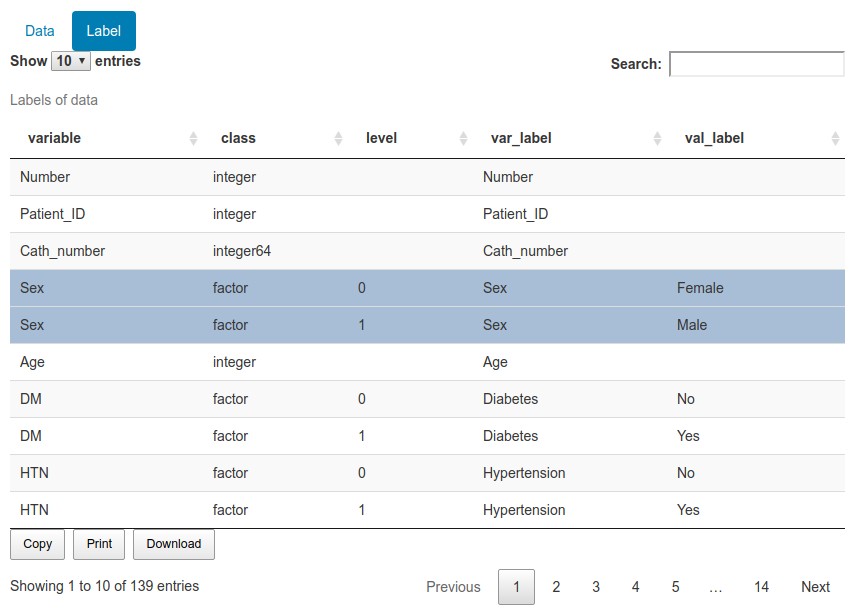 Data Label
Show 10 entries Search:
Labels of data
variable class level var_label val_label
Number integer Number
Patient_ID integer Patient_ID
Cath_number integer64 Cath_number
Sex factor 0 Sex Female
Sex factor 1 Sex Male
Age integer Age
DM factor 0 Diabetes No
DM factor 1 Diabetes Yes
HTN factor 0 Hypertension No
HTN factor 1 Hypertension Yes
Copy Print Download
Showing 1 to 10 of 139 entries Previous 1 2 3 4 5 … 14 Next